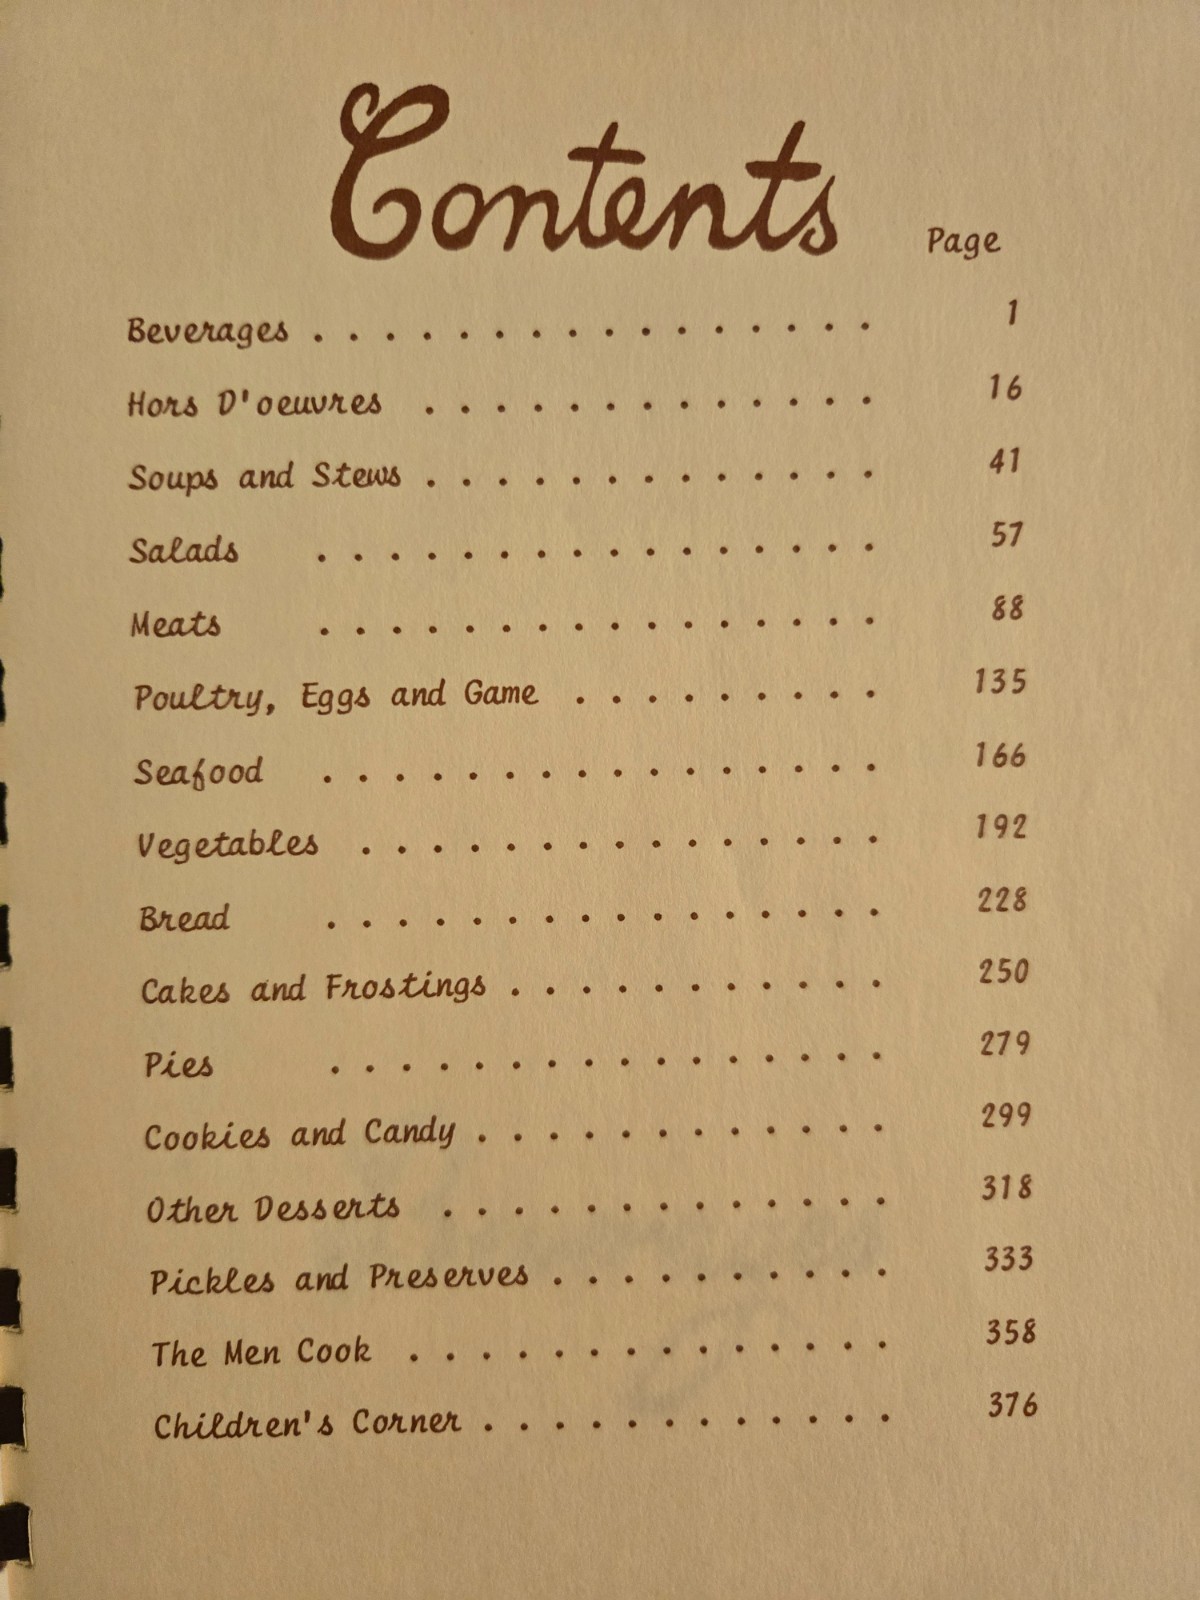 Contents
Page
Beverages . . . . . . . . . . . . . . . . 1
Hors D'oeuvres . . . . . . . . . . . . . 16
Soups and Stews . . . . . . . . . . . . . 41
Salads . . . . . . . . . . . . . . . . 57
Meats . . . . . . . . . . . . . . . . 88
Poultry, Eggs and Game . . . . . . . . . 135
Seafood . . . . . . . . . . . . . . . . 166
Vegetables . . . . . . . . . . . . . . . 192
Bread . . . . . . . . . . . . . . . . 228
Cakes and Frostings . . . . . . . . . . . 250
Pies . . . . . . . . . . . . . . . . 279
Cookies and Candy . . . . . . . . . . . . 299
Other Desserts . . . . . . . . . . . . . 318
Pickles and Preserves . . . . . . . . . . 333
The Men Cook . . . . . . . . . . . . . . 358
Children's Corner . . . . . . . . . . . . 376